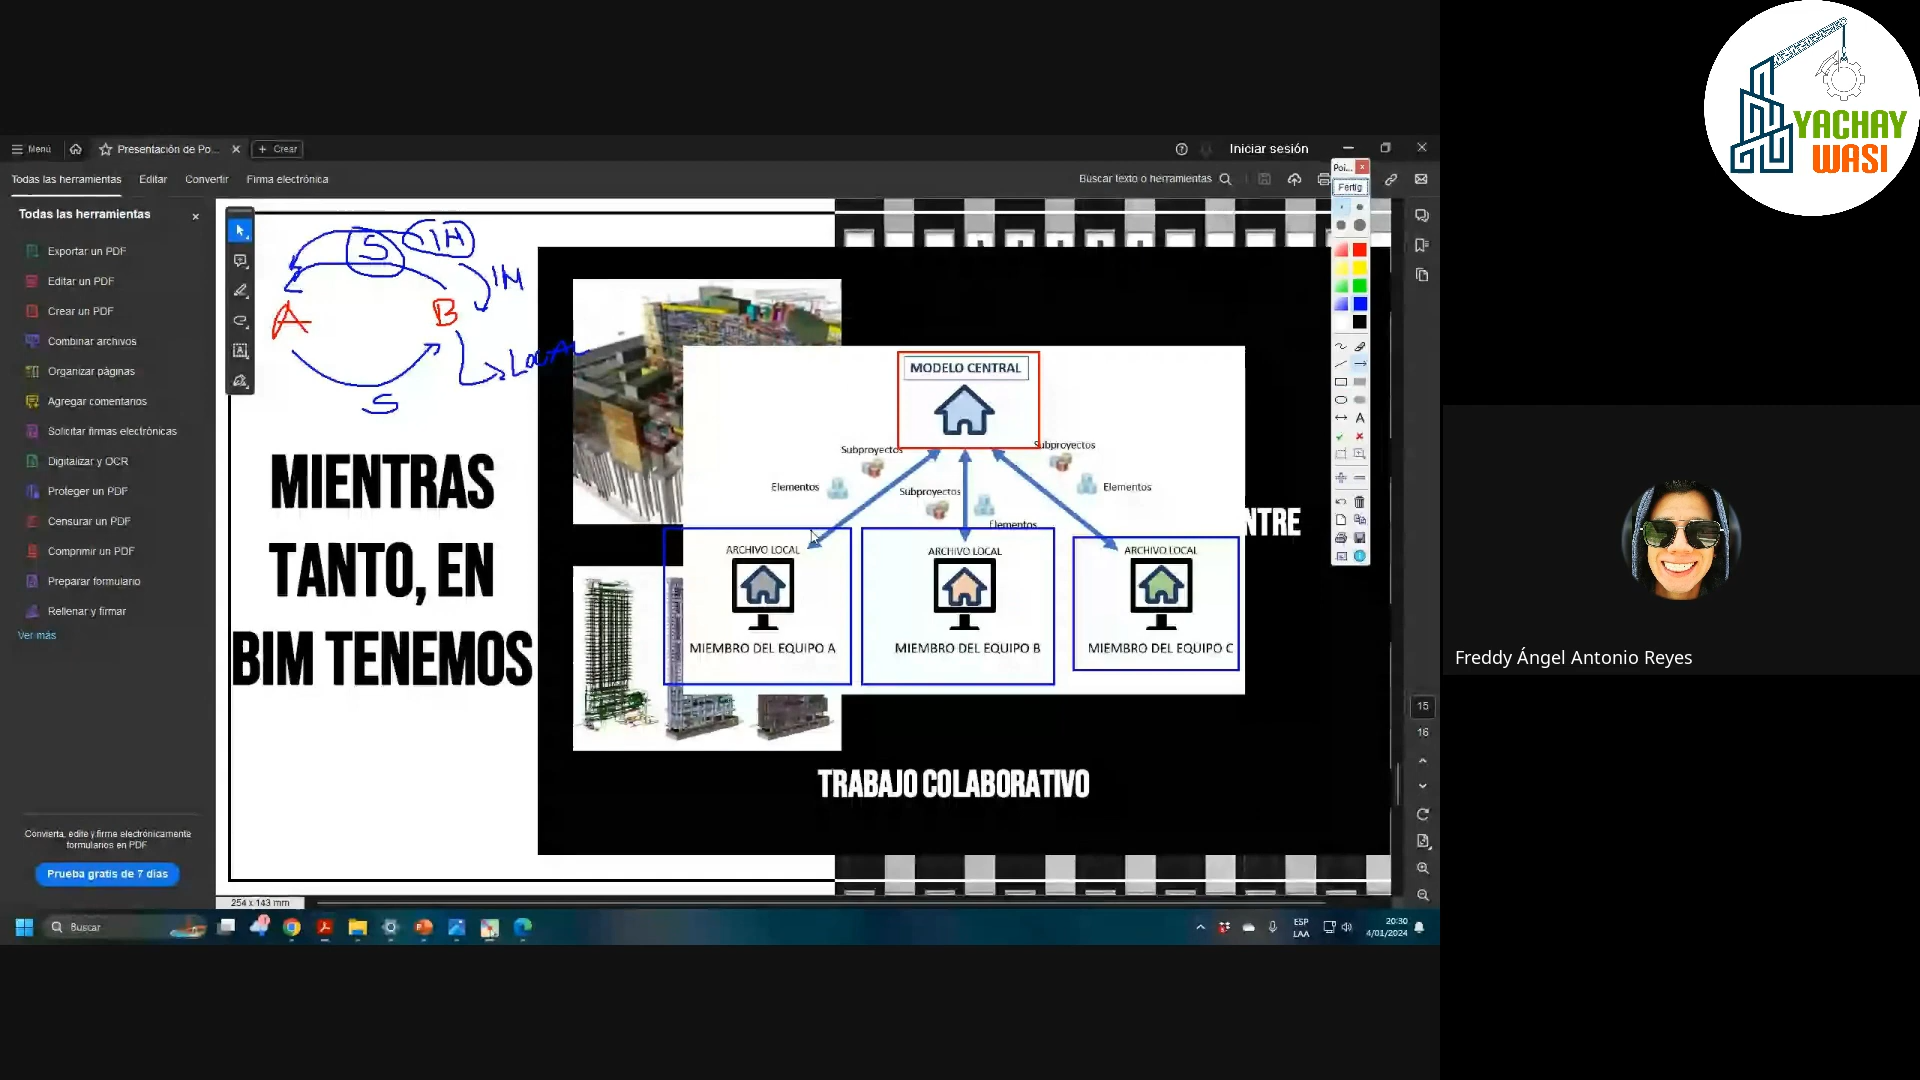 YACHAY
WASI
Menú
Presentación de Po...
Crear
Iniciar sesión
Todas las herramientas
Editar
Convertir
Firma electrónica
Buscar texto o herramientas
Poi...
Fertig
Todas las herramientas
Exportar un PDF
Editar un PDF
Crear un PDF
Combinar archivos
Organizar páginas
Agregar comentarios
Solicitar firmas electrónicas
Digitalizar y OCR
Proteger un PDF
Censurar un PDF
Comprimir un PDF
Preparar formulario
Rellenar y firmar
Ver más
Convierta, edite y firme electrónicamente
formularios en PDF
Prueba gratis de 7 días
S
1H
1M
A
B
LOCAL
S
MIENTRAS
TANTO, EN
BIM TENEMOS
MODELO CENTRAL
Subproyectos
Subproyectos
Elementos
Subproyectos
Elementos
Elementos
NTRE
ARCHIVO LOCAL
ARCHIVO LOCAL
ARCHIVO LOCAL
MIEMBRO DEL EQUIPO A
MIEMBRO DEL EQUIPO B
MIEMBRO DEL EQUIPO C
TRABAJO COLABORATIVO
15
16
254 x 143 mm
Buscar
ESP
LAA
20:30
4/01/2024
Freddy Ángel Antonio Reyes